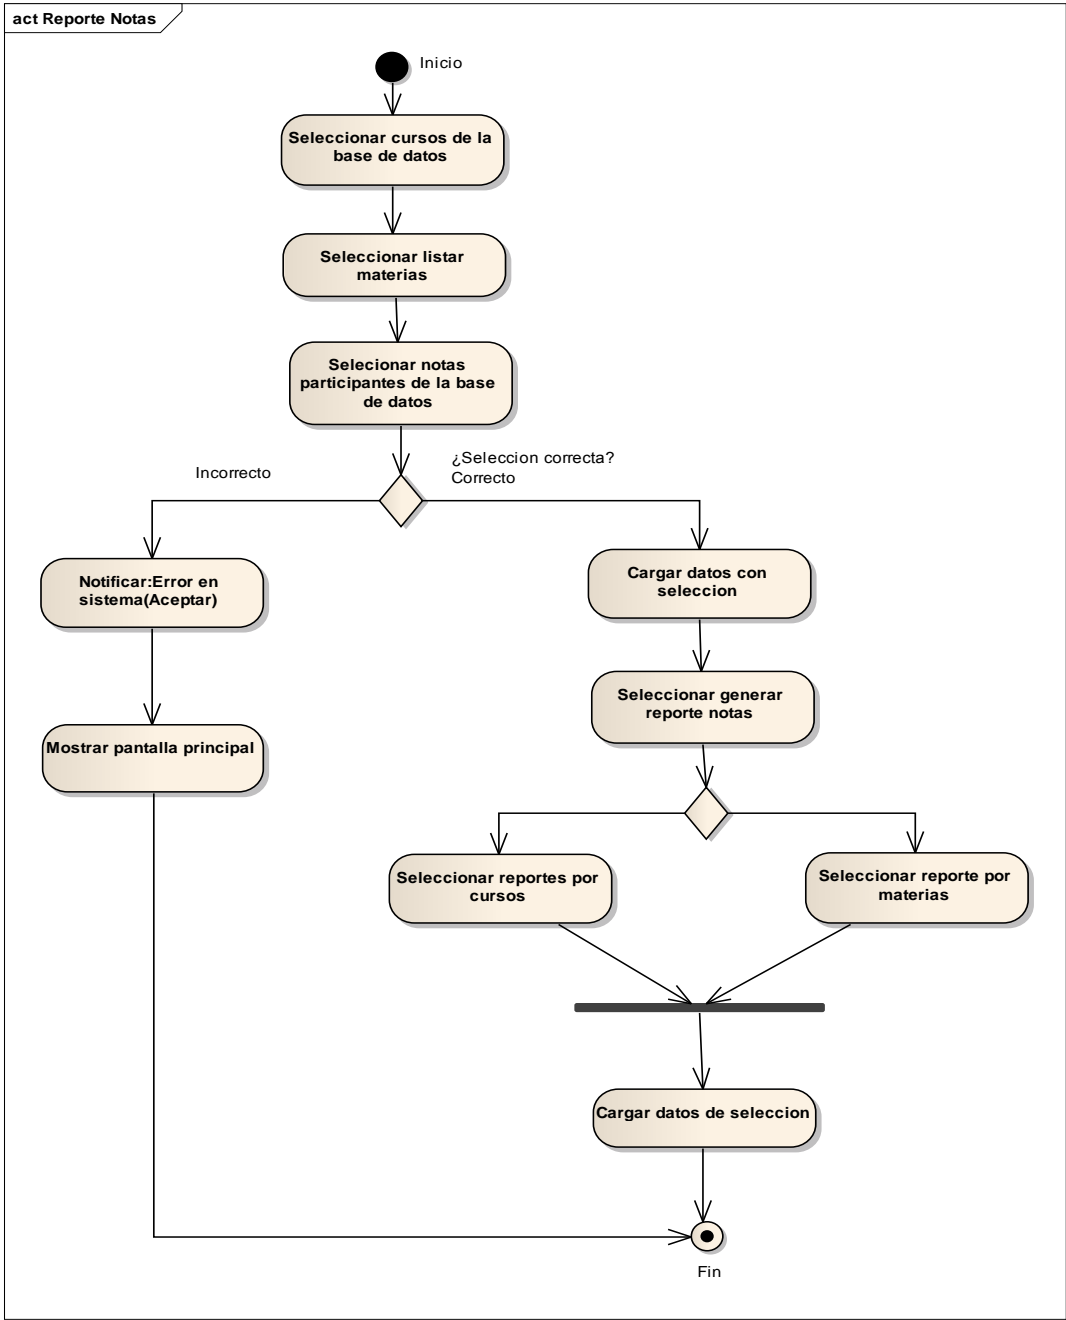 act Reporte Notas
Inicio
Seleccionar cursos de la
base de datos
Seleccionar listar
materias
Selecionar notas
participantes de la base
de datos
¿Seleccion correcta?
Incorrecto
Correcto
Notificar:Error en
sistema(Aceptar)
Cargar datos con
seleccion
Seleccionar generar
reporte notas
Mostrar pantalla principal
Seleccionar reportes por
cursos
Seleccionar reporte por
materias
Cargar datos de seleccion
Fin